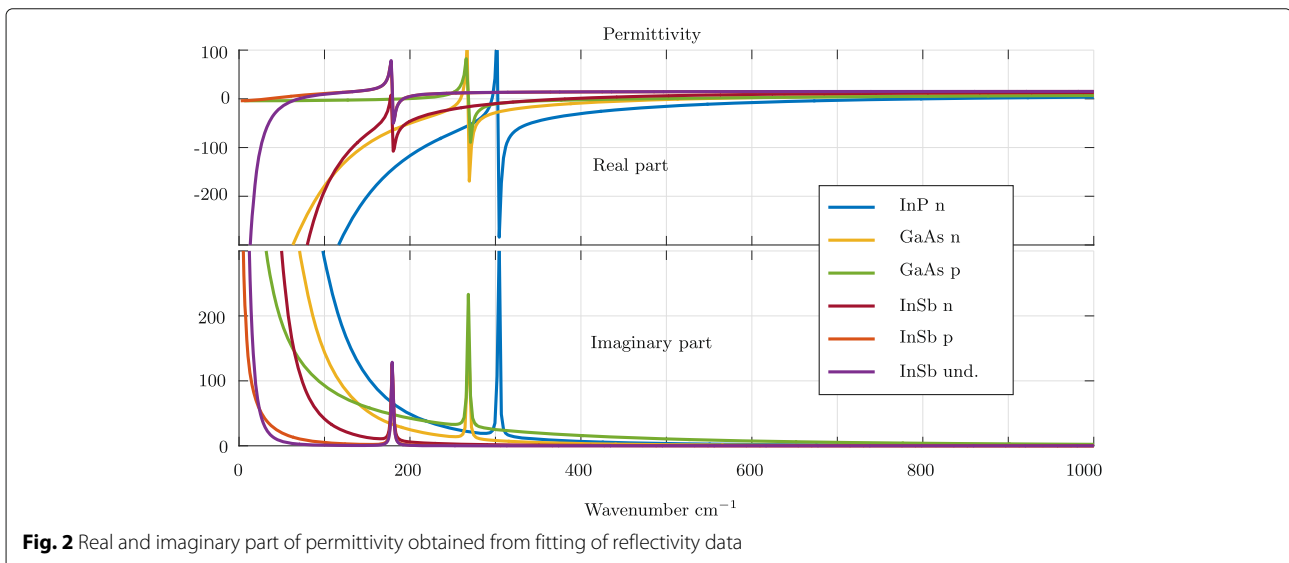 Permittivity
100
0
-100
-200
Real part
InP n
GaAs n
GaAs p
InSb n
InSb p
InSb und.
200
100
0
Imaginary part
0 200 400 600 800 1000
Wavenumber cm⁻¹
Fig. 2 Real and imaginary part of permittivity obtained from fitting of reflectivity data